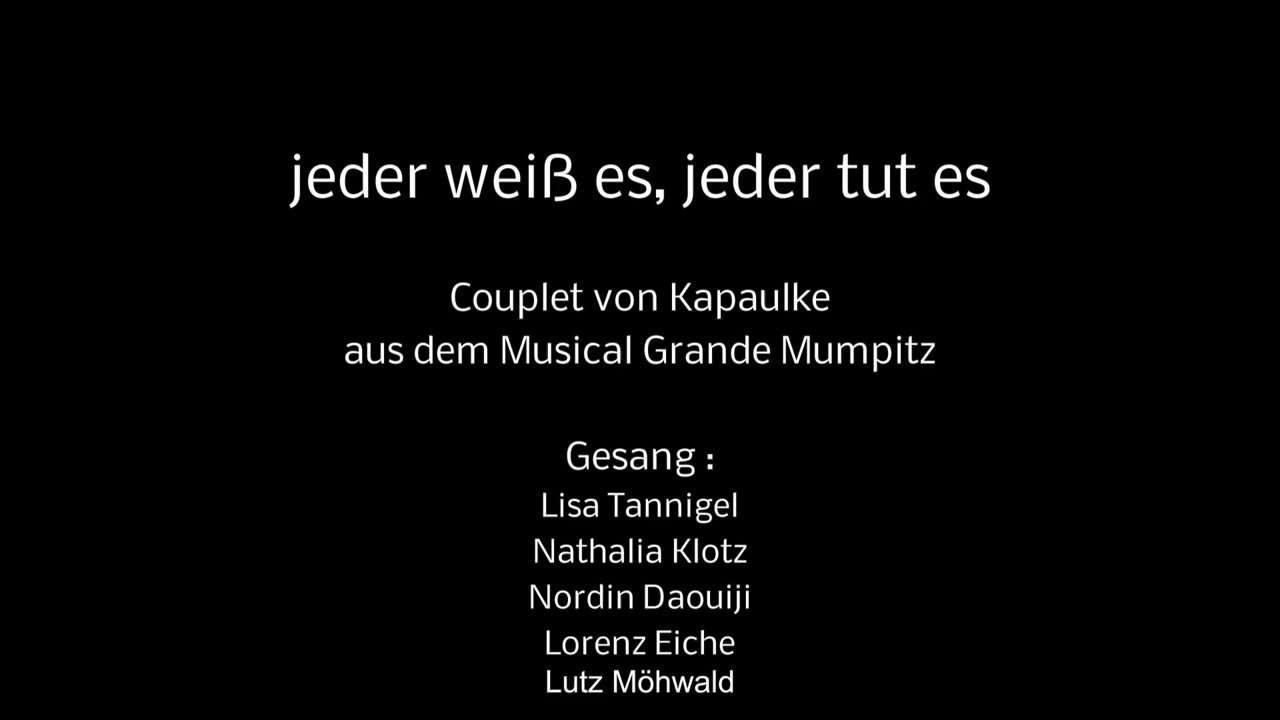 jeder weiß es, jeder tut es
Couplet von Kapaulke
aus dem Musical Grande Mumpitz
Gesang :
Lisa Tannigel
Nathalia Klotz
Nordin Daouiji
Lorenz Eiche
Lutz Möhwald